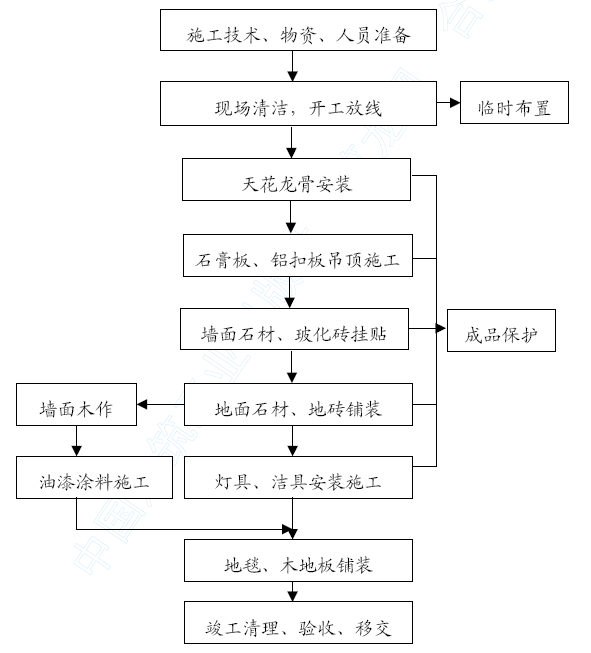 施工技术、物资、人员准备
现场清洁，开工放线
临时布置
天花龙骨安装
石膏板、铝扣板吊顶施工
墙面石材、玻化砖挂贴
成品保护
地面石材、地砖铺装
墙面木作
油漆涂料施工
灯具、洁具安装施工
地毯、木地板铺装
竣工清理、验收、移交